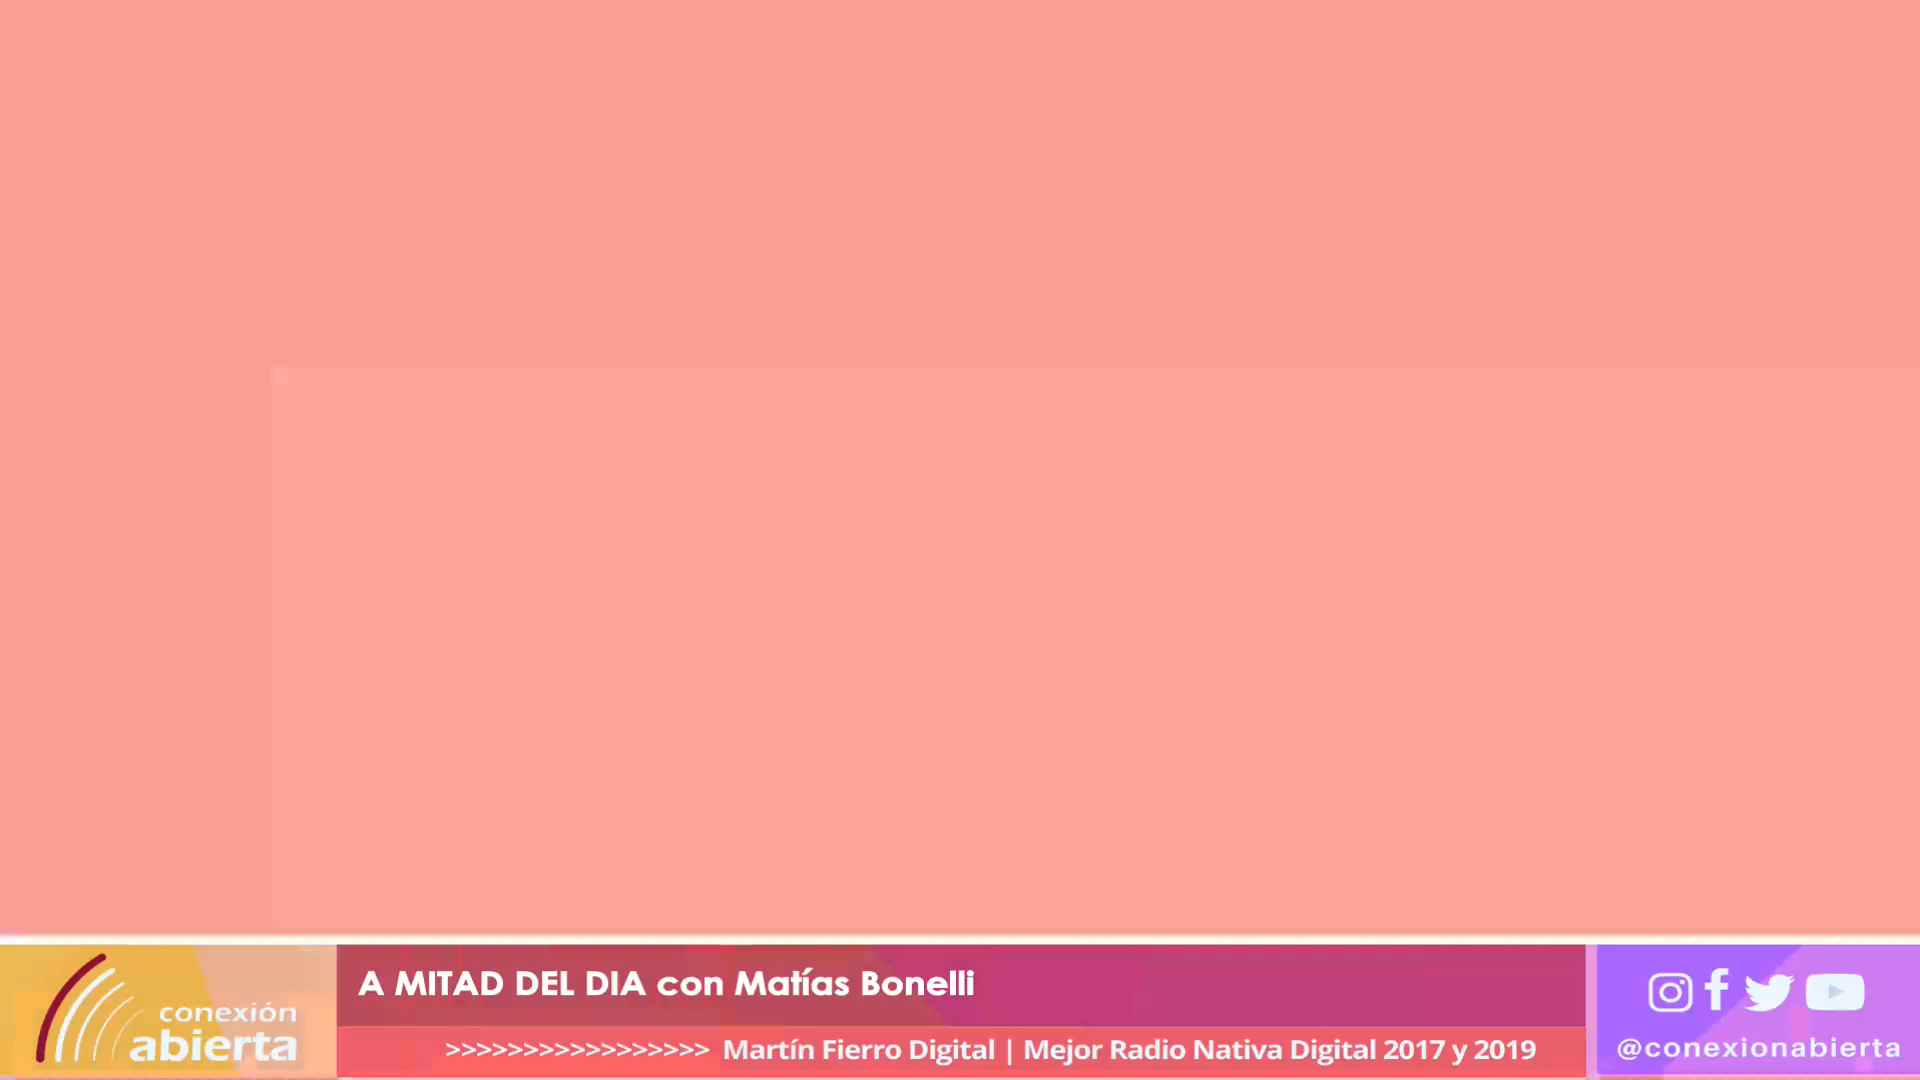 A MITAD DEL DIA con Matías Bonelli
conexión
abierta
>>>>>>>>>>>>>>>>> Martín Fierro Digital | Mejor Radio Nativa Digital 2017 y 2019
@conexionabierta